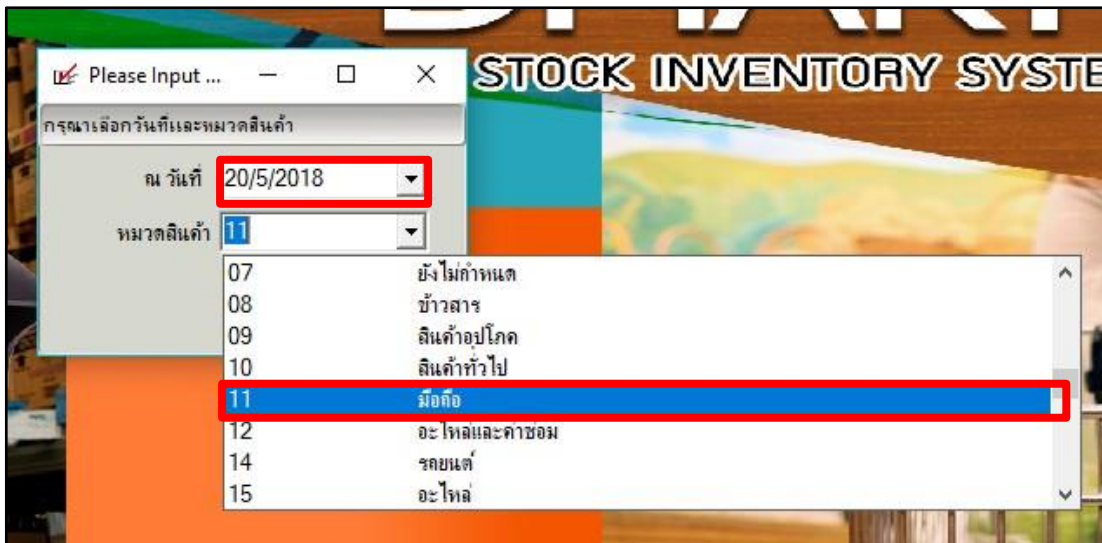 SMART
STOCK INVENTORY SYSTE
Please Input ...
กรุณาเลือกวันที่และหมวดสินค้า
ณ วันที่ 20/5/2018
หมวดสินค้า 11
07 ยังไม่กำหนด
08 ข้าวสาร
09 สินค้าอุปโภค
10 สินค้าทั่วไป
11 มือถือ
12 อะไหล่และค่าซ่อม
14 รถยนต์
15 อะไหล่